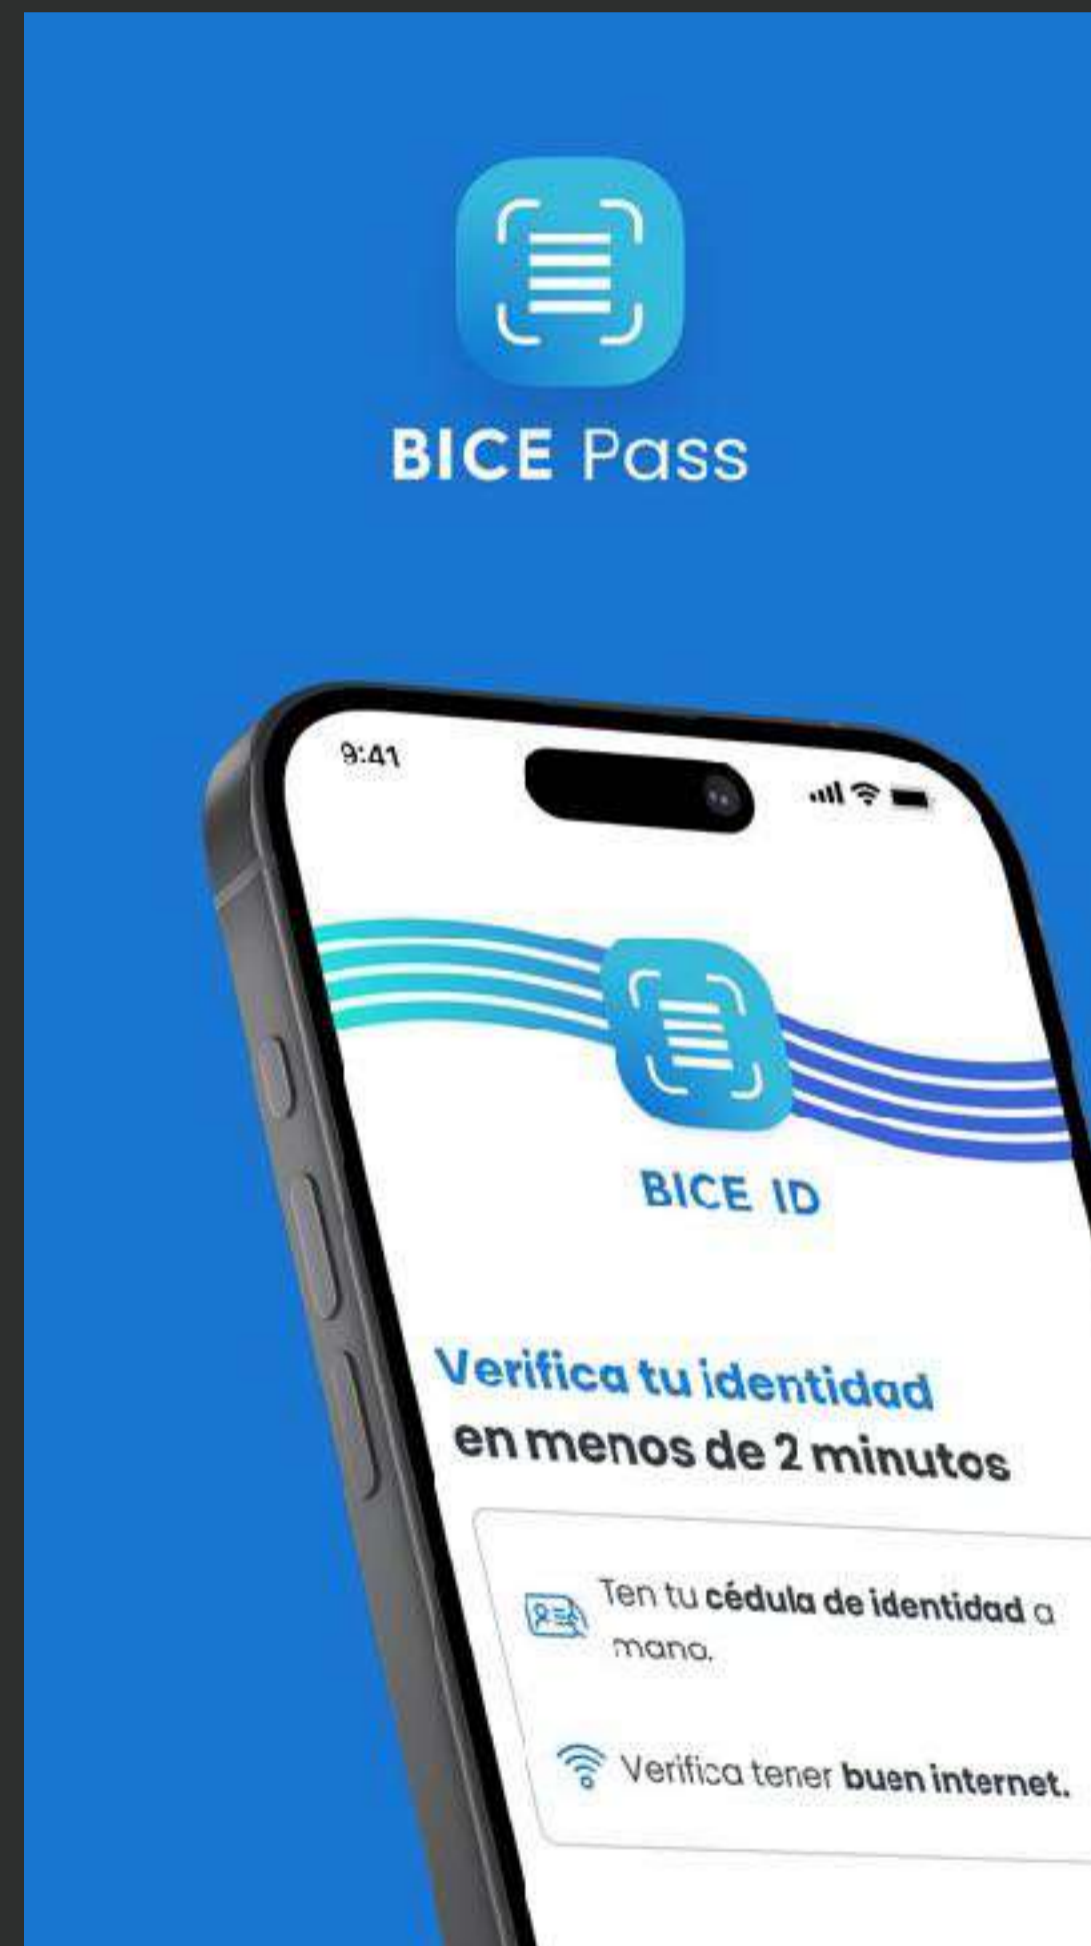 BICE Pass
9:41
BICE ID
Verifica tu identidad
en menos de 2 minutos
Ten tu cédula de identidad a
mano.
Verifica tener buen internet.